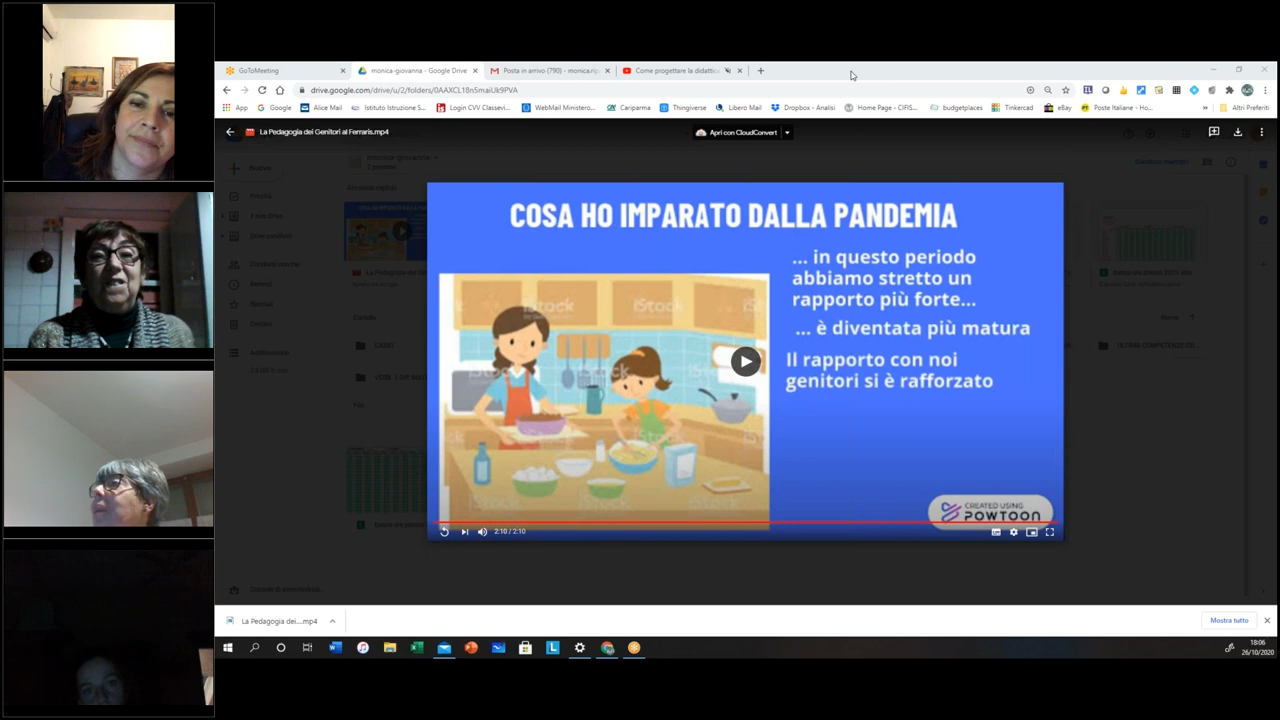 GoToMeeting
monica-giovanna - Google Drive
Posta in arrivo (790) - monica.rip
Come progettare la didattic
drive.google.com/drive/u/2/folders/0AAXCL18nSmaiUk9PVA
App
Google
Alice Mail
Istituto Istruzione S...
Login CVV Classevi...
WebMail Ministero...
Cariparma
Thingiverse
Libero Mail
Dropbox - Analisi
Home Page - CIFIS...
budgetplaces
Tinkercad
eBay
Poste Italiane - Ho...
»
Altri Preferiti
La Pedagogia dei Genitori al Ferraris.mp4
Apri con CloudConvert
COSA HO IMPARATO DALLA PANDEMIA
... in questo periodo
abbiamo stretto un
rapporto più forte...
... è diventata più matura
Il rapporto con noi
genitori si è rafforzato
iStock
CREATED USING
POWTOON
2:10 / 2:10
La Pedagogia dei....mp4
Mostra tutto
18:06
26/10/2020